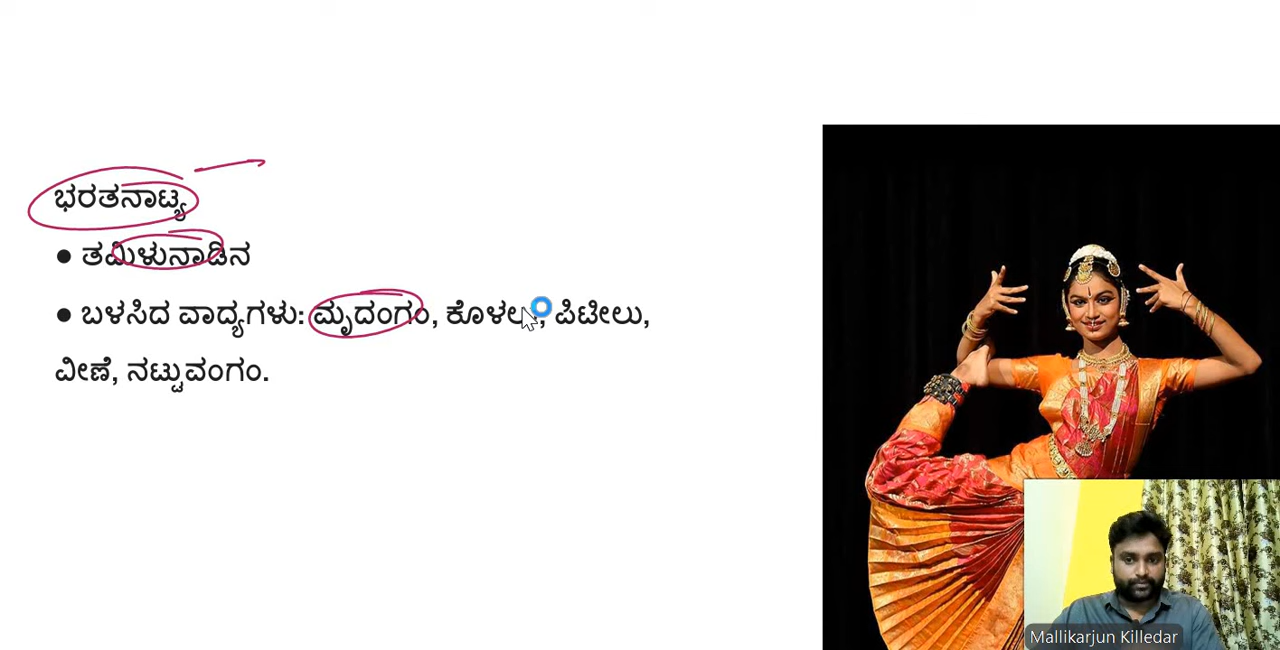 ಭರತನಾಟ್ಯ
● ತಮಿಳುನಾಡಿನ
● ಬಳಸಿದ ವಾದ್ಯಗಳು: ಮೃದಂಗಂ, ಕೊಳಲು, ಪಿಟೀಲು,
ವೀಣೆ, ನಟ್ಟುವಂಗಂ.
Mallikarjun Killedar